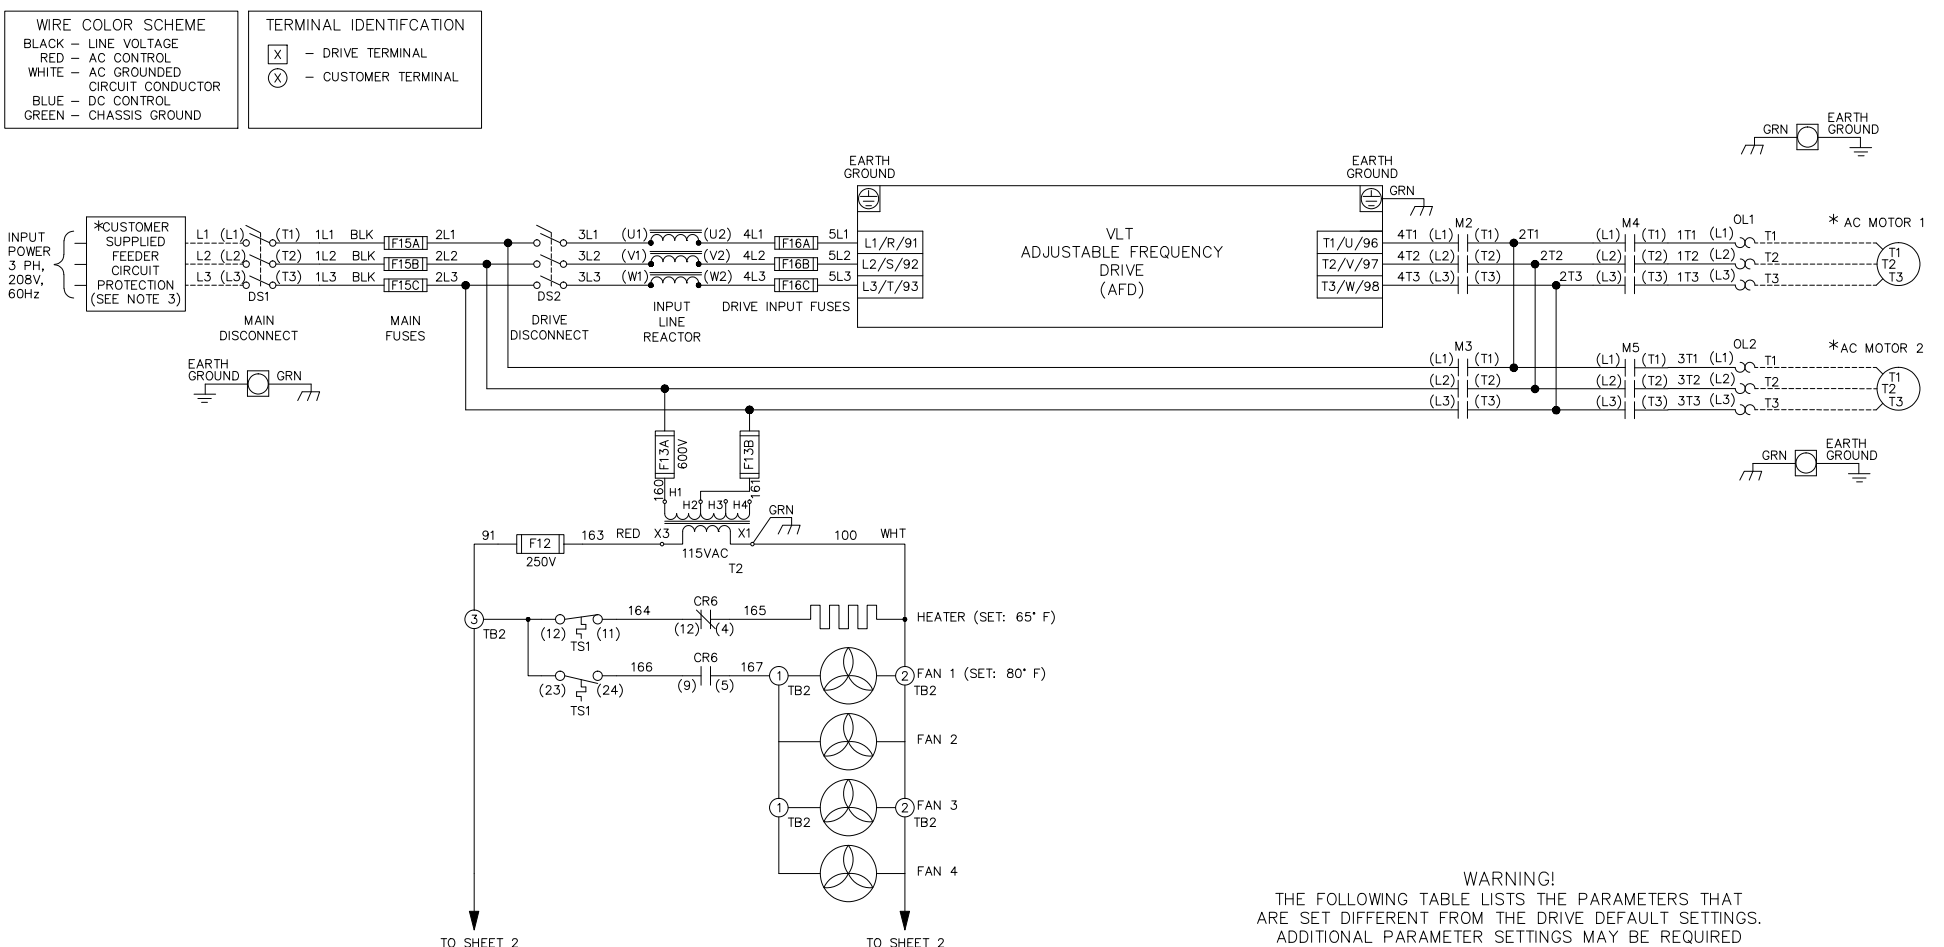 WIRE COLOR SCHEME
BLACK – LINE VOLTAGE
RED – AC CONTROL
WHITE – AC GROUNDED
CIRCUIT CONDUCTOR
BLUE – DC CONTROL
GREEN – CHASSIS GROUND
TERMINAL IDENTIFCATION
X – DRIVE TERMINAL
X – CUSTOMER TERMINAL
GRN
EARTH
GROUND
INPUT
POWER
3 PH,
208V,
60Hz
*CUSTOMER
SUPPLIED
FEEDER
CIRCUIT
PROTECTION
(SEE NOTE 3)
L1 (L1) (T1) 1L1 BLK F15A 2L1
L2 (L2) (T2) 1L2 BLK F15B 2L2
L3 (L3) (T3) 1L3 BLK F15C 2L3
DS1
MAIN
DISCONNECT
MAIN
FUSES
3L1 (U1) (U2) 4L1 F16A 5L1
3L2 (V1) (V2) 4L2 F16B 5L2
3L3 (W1) (W2) 4L3 F16C 5L3
DS2
DRIVE
DISCONNECT
INPUT
LINE
REACTOR
DRIVE INPUT FUSES
EARTH
GROUND
L1/R/91
L2/S/92
L3/T/93
VLT
ADJUSTABLE FREQUENCY
DRIVE
(AFD)
EARTH
GROUND
GRN
T1/U/96
T2/V/97
T3/W/98
M2
M4
OL1
* AC MOTOR 1
4T1 (L1) (T1) 2T1 (L1) (T1) 1T1 (L1) T1
4T2 (L2) (T2) 2T2 (L2) (T2) 1T2 (L2) T2
4T3 (L3) (T3) 2T3 (L3) (T3) 1T3 (L3) T3
T1
T2
T3
EARTH
GROUND
GRN
M3
M5
OL2
*AC MOTOR 2
(L1) (T1) (L1) (T1) 3T1 (L1) T1
(L2) (T2) (L2) (T2) 3T2 (L2) T2
(L3) (T3) (L3) (T3) 3T3 (L3) T3
T1
T2
T3
GRN
EARTH
GROUND
F13A
600V
F13B
160
H1
H2
H3
H4
161
GRN
91
F12
250V
163
RED
X3
X1
115VAC
T2
100
WHT
3
TB2
(12)
(11)
TS1
164
CR6
(12)
(4)
165
HEATER (SET: 65° F)
(23)
(24)
TS1
166
CR6
(9)
(5)
167
1
TB2
2
TB2
FAN 1 (SET: 80° F)
FAN 2
1
TB2
2
TB2
FAN 3
FAN 4
TO SHEET 2
TO SHEET 2
WARNING!
THE FOLLOWING TABLE LISTS THE PARAMETERS THAT
ARE SET DIFFERENT FROM THE DRIVE DEFAULT SETTINGS.
ADDITIONAL PARAMETER SETTINGS MAY BE REQUIRED